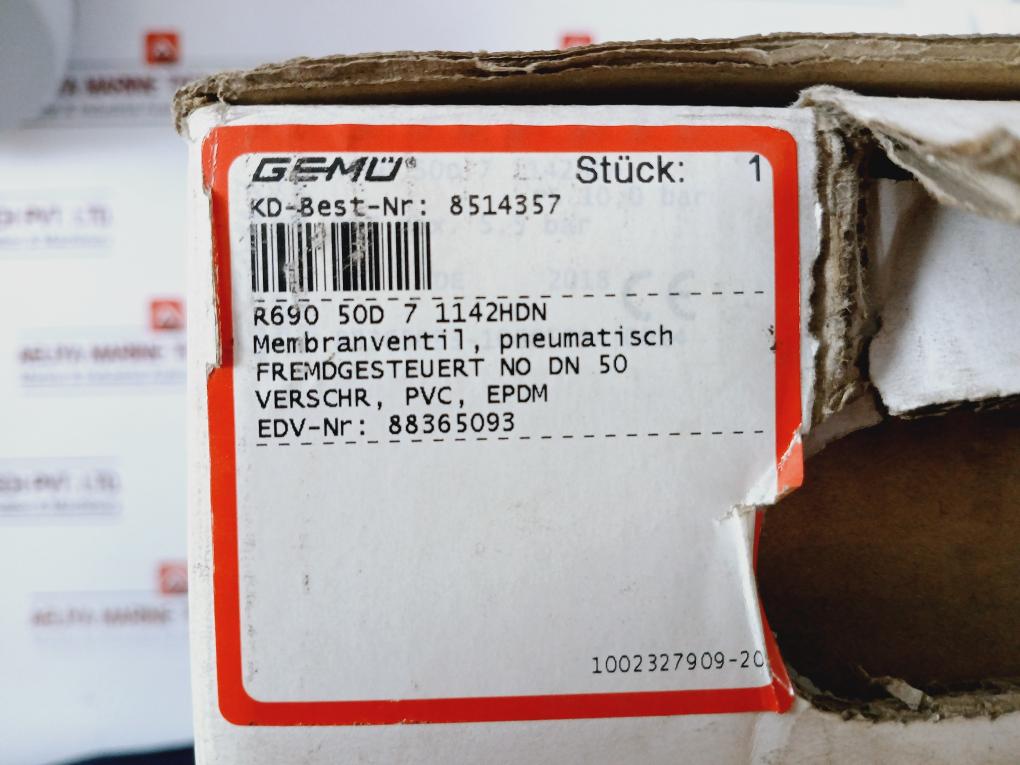 GEMÜ® Stück: 1
KD-Best-Nr: 8514357
R690 50D 7 1142HDN
Membranventil, pneumatisch
FREMDGESTEUERT NO DN 50
VERSCHR, PVC, EPDM
EDV-Nr: 88365093
1002327909-20